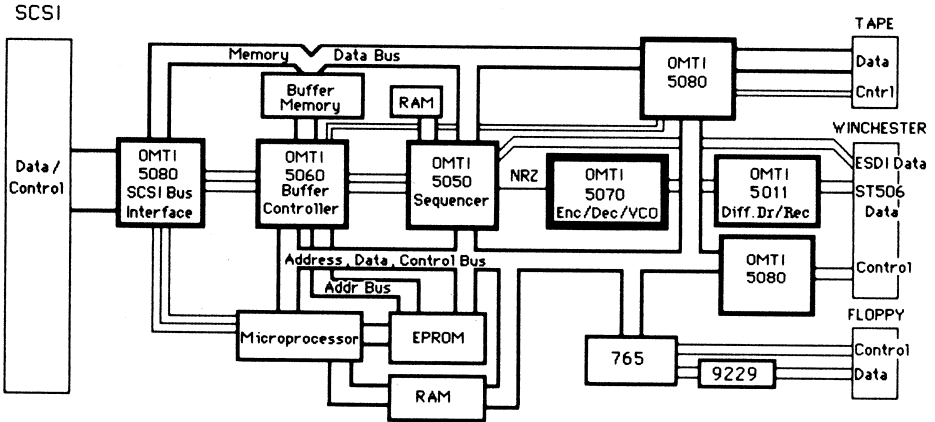 SCSI
TAPE
Memory Data Bus
OMTI
5080
Data
Cntrl
Buffer
Memory
RAM
WINCHESTER
Data /
Control
OMTI
5080
SCSI Bus
Interface
OMTI
5060
Buffer
Controller
OMTI
5050
Sequencer
NRZ
OMTI
5070
Enc/Dec/VCO
OMTI
5011
Diff.Dr/Rec
ESDI Data
ST506
Data
Address, Data, Control Bus
Addr Bus
OMTI
5080
Control
Microprocessor
EPROM
FLOPPY
765
Control
9229
Data
RAM